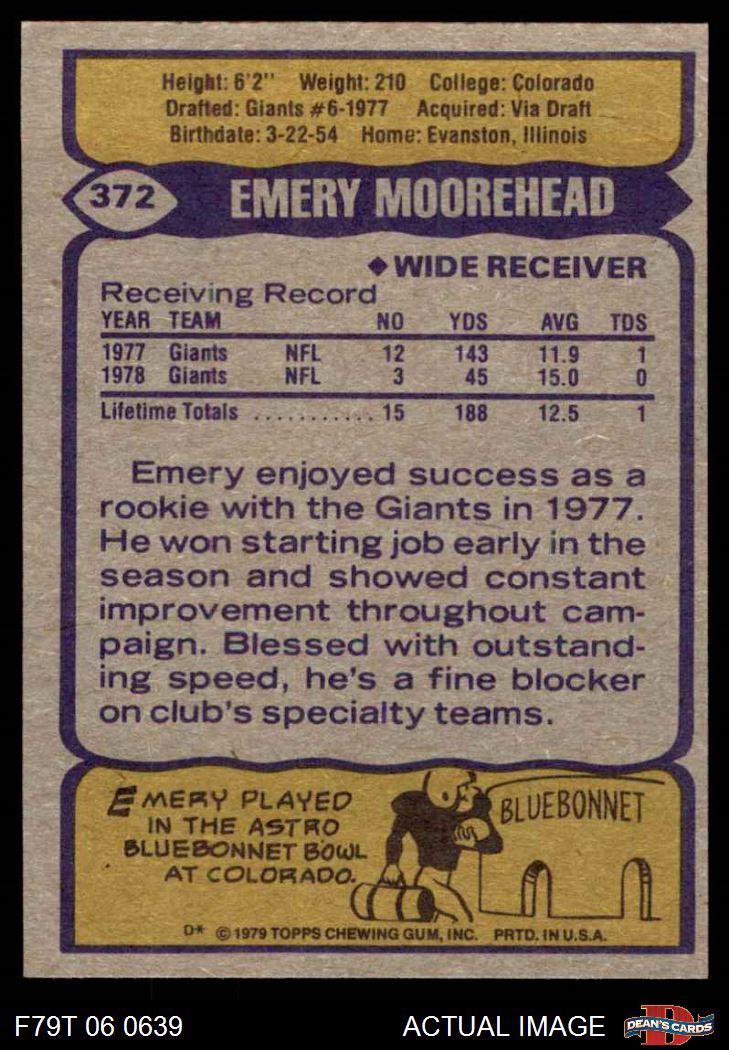 Height: 6'2" Weight: 210 College: Colorado
Drafted: Giants #6-1977 Acquired: Via Draft
Birthdate: 3-22-54 Home: Evanston, Illinois
372 EMERY MOOREHEAD
◆WIDE RECEIVER
Receiving Record
YEAR TEAM NO YDS AVG TDS
1977 Giants NFL 12 143 11.9 1
1978 Giants NFL 3 45 15.0 0
Lifetime Totals ........... 15 188 12.5 1
Emery enjoyed success as a
rookie with the Giants in 1977.
He won starting job early in the
season and showed constant
improvement throughout cam-
paign. Blessed with outstand-
ing speed, he's a fine blocker
on club's specialty teams.
EMERY PLAYED
IN THE ASTRO
BLUEBONNET BOWL
AT COLORADO.
BLUEBONNET
D* © 1979 TOPPS CHEWING GUM, INC. PRTD. IN U.S.A.
F79T 06 0639 ACTUAL IMAGE D DEAN'S CARDS